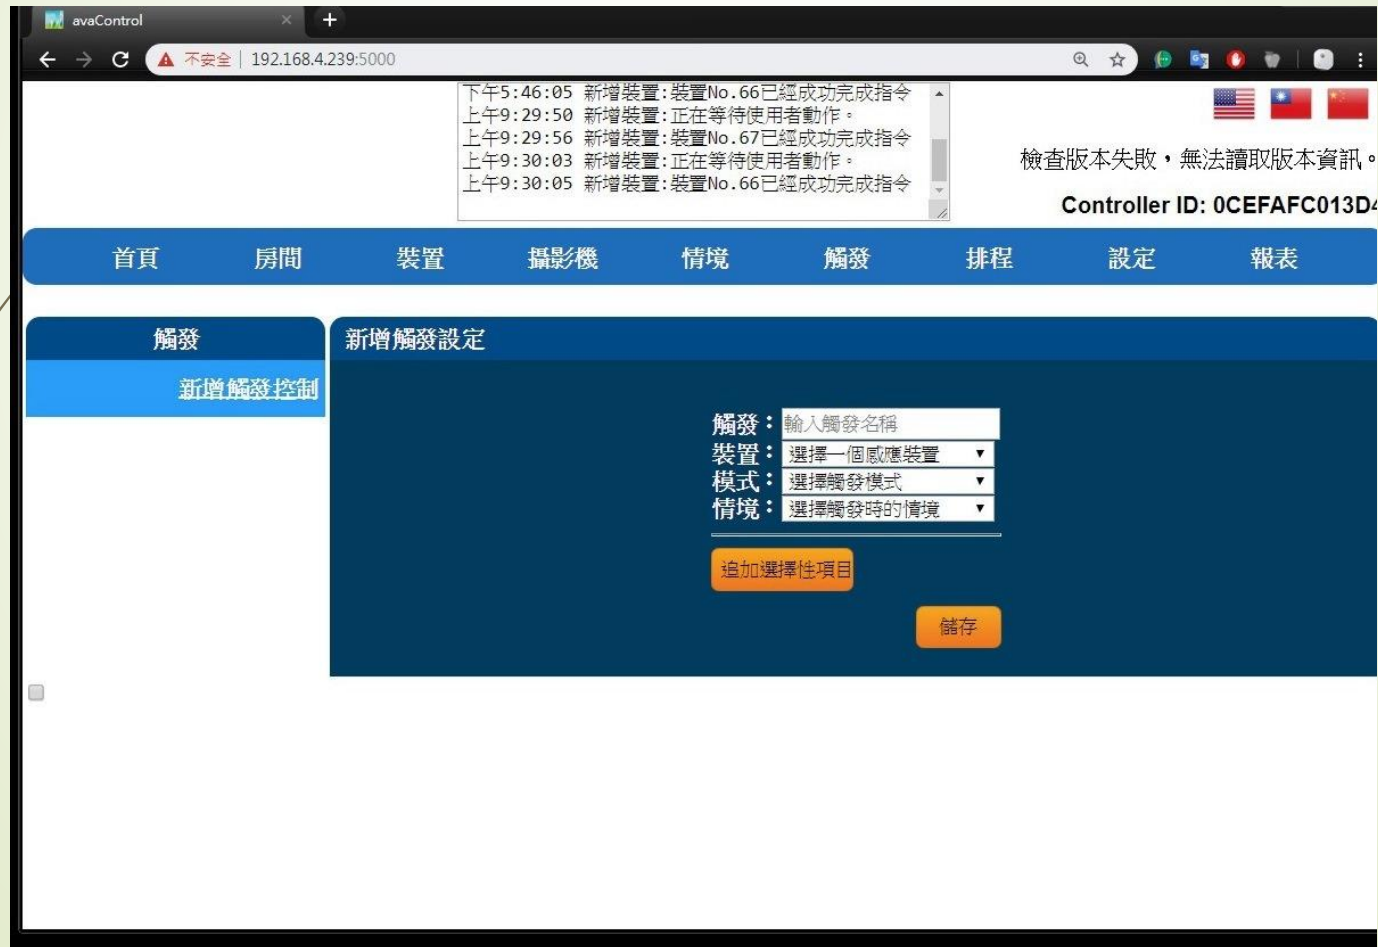 avaControl
不安全 | 192.168.4.239:5000
下午5:46:05 新增裝置:裝置No.66已經成功完成指令
上午9:29:50 新增裝置:正在等待使用者動作。
上午9:29:56 新增裝置:裝置No.67已經成功完成指令
上午9:30:03 新增裝置:正在等待使用者動作。
上午9:30:05 新增裝置:裝置No.66已經成功完成指令
檢查版本失敗，無法讀取版本資訊。
Controller ID: 0CEFAFC013D4
首頁 房間 裝置 攝影機 情境 觸發 排程 設定 報表
觸發
新增觸發控制
新增觸發設定
觸發：輸入觸發名稱
裝置：選擇一個感應裝置
模式：選擇觸發模式
情境：選擇觸發時的情境
追加選擇性項目
儲存